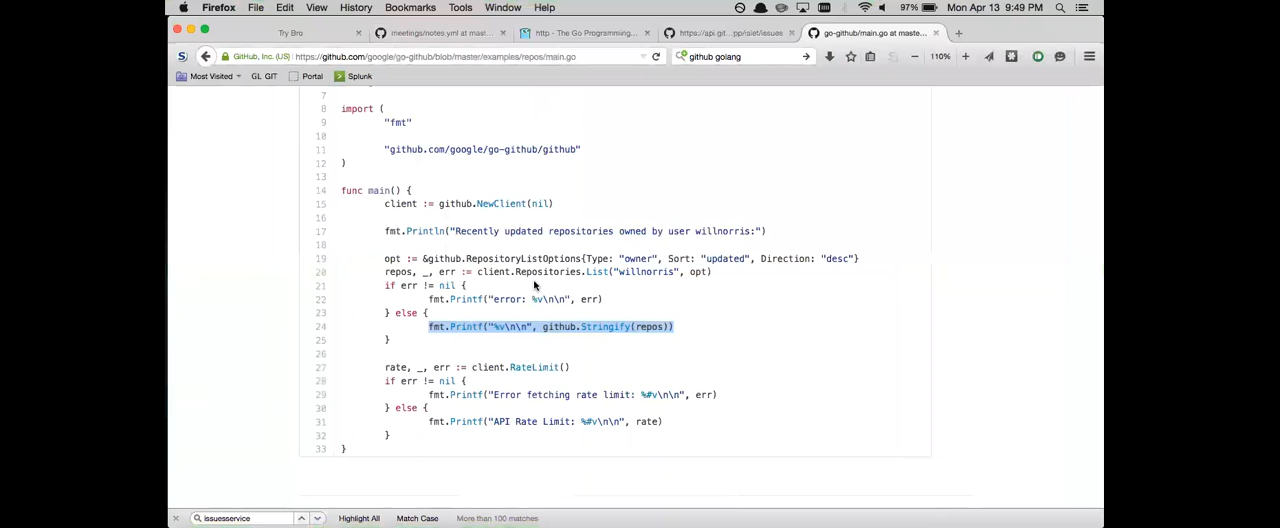 Firefox File Edit View History Bookmarks Tools Window Help 97% Mon Apr 13 9:49 PM
Try Bro meetings/notes.yml at mast... http - The Go Programming... https://api.git...pp/islet/issues go-github/main.go at maste...
GitHub, Inc. (US) https://github.com/google/go-github/blob/master/examples/repos/main.go github golang 110%
Most Visited GL GIT Portal Splunk
7
8 import (
9 "fmt"
10
11 "github.com/google/go-github/github"
12 )
13
14 func main() {
15 client := github.NewClient(nil)
16
17 fmt.Println("Recently updated repositories owned by user willnorris:")
18
19 opt := &github.RepositoryListOptions{Type: "owner", Sort: "updated", Direction: "desc"}
20 repos, _, err := client.Repositories.List("willnorris", opt)
21 if err != nil {
22 fmt.Printf("error: %v\n\n", err)
23 } else {
24 fmt.Printf("%v\n\n", github.Stringify(repos))
25 }
26
27 rate, _, err := client.RateLimit()
28 if err != nil {
29 fmt.Printf("Error fetching rate limit: %#v\n\n", err)
30 } else {
31 fmt.Printf("API Rate Limit: %#v\n\n", rate)
32 }
33 }
issuesservice Highlight All Match Case More than 100 matches